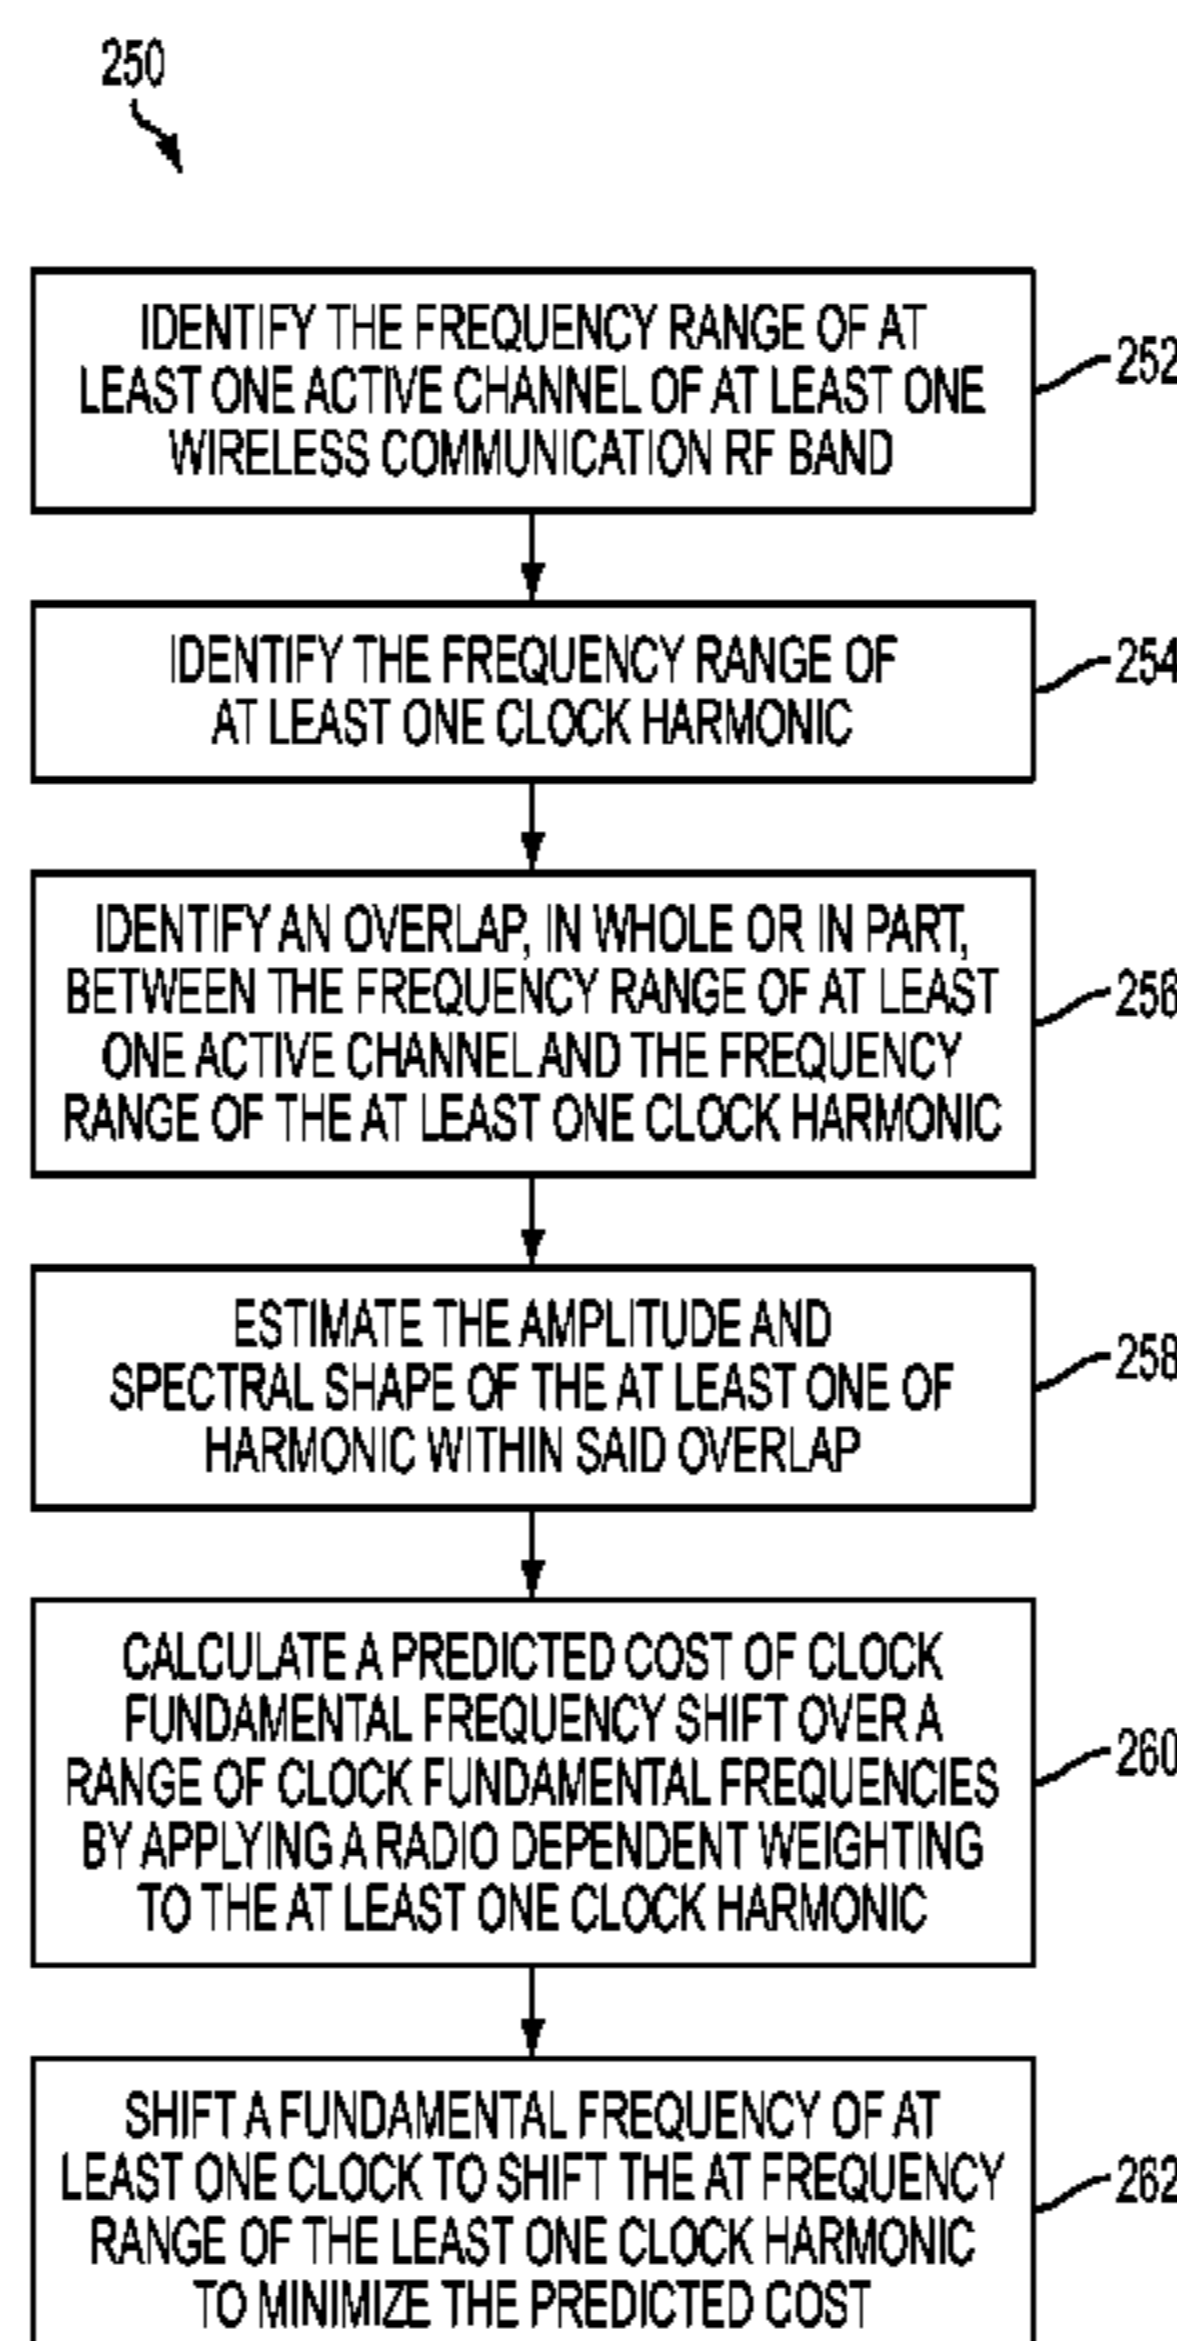 250
IDENTIFY THE FREQUENCY RANGE OF AT
LEAST ONE ACTIVE CHANNEL OF AT LEAST ONE
WIRELESS COMMUNICATION RF BAND
252
IDENTIFY THE FREQUENCY RANGE OF
AT LEAST ONE CLOCK HARMONIC
254
IDENTIFY AN OVERLAP, IN WHOLE OR IN PART,
BETWEEN THE FREQUENCY RANGE OF AT LEAST
ONE ACTIVE CHANNEL AND THE FREQUENCY
RANGE OF THE AT LEAST ONE CLOCK HARMONIC
256
ESTIMATE THE AMPLITUDE AND
SPECTRAL SHAPE OF THE AT LEAST ONE OF
HARMONIC WITHIN SAID OVERLAP
258
CALCULATE A PREDICTED COST OF CLOCK
FUNDAMENTAL FREQUENCY SHIFT OVER A
RANGE OF CLOCK FUNDAMENTAL FREQUENCIES
BY APPLYING A RADIO DEPENDENT WEIGHTING
TO THE AT LEAST ONE CLOCK HARMONIC
260
SHIFT A FUNDAMENTAL FREQUENCY OF AT
LEAST ONE CLOCK TO SHIFT THE AT FREQUENCY
RANGE OF THE LEAST ONE CLOCK HARMONIC
TO MINIMIZE THE PREDICTED COST
262